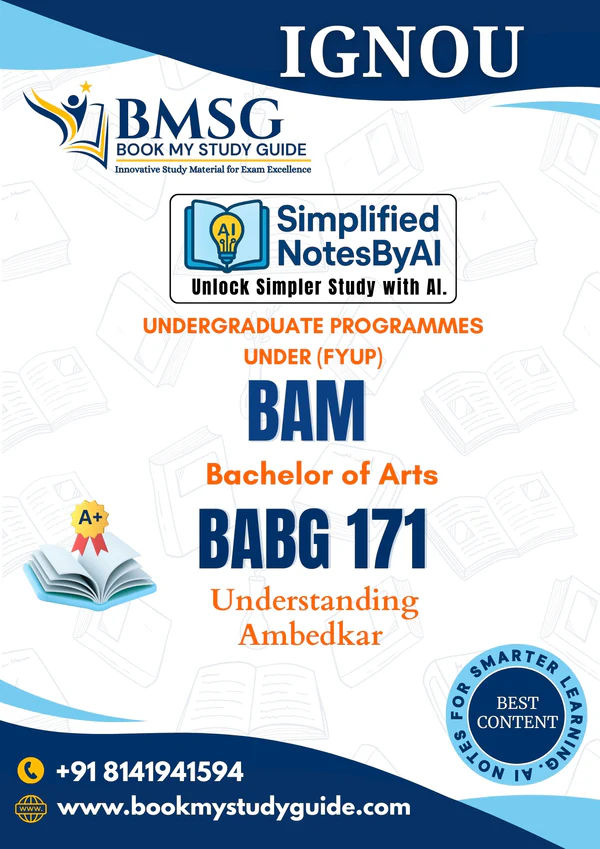 IGNOU
BMSG
BOOK MY STUDY GUIDE
Innovative Study Material for Exam Excellence
AI
Simplified
NotesByAI
Unlock Simpler Study with AI.
UNDERGRADUATE PROGRAMMES
UNDER (FYUP)
BAM
Bachelor of Arts
A+
BABG 171
Understanding
Ambedkar
AI NOTES FOR SMARTER LEARNING.
BEST
CONTENT
+91 8141941594
WWW.
www.bookmystudyguide.com